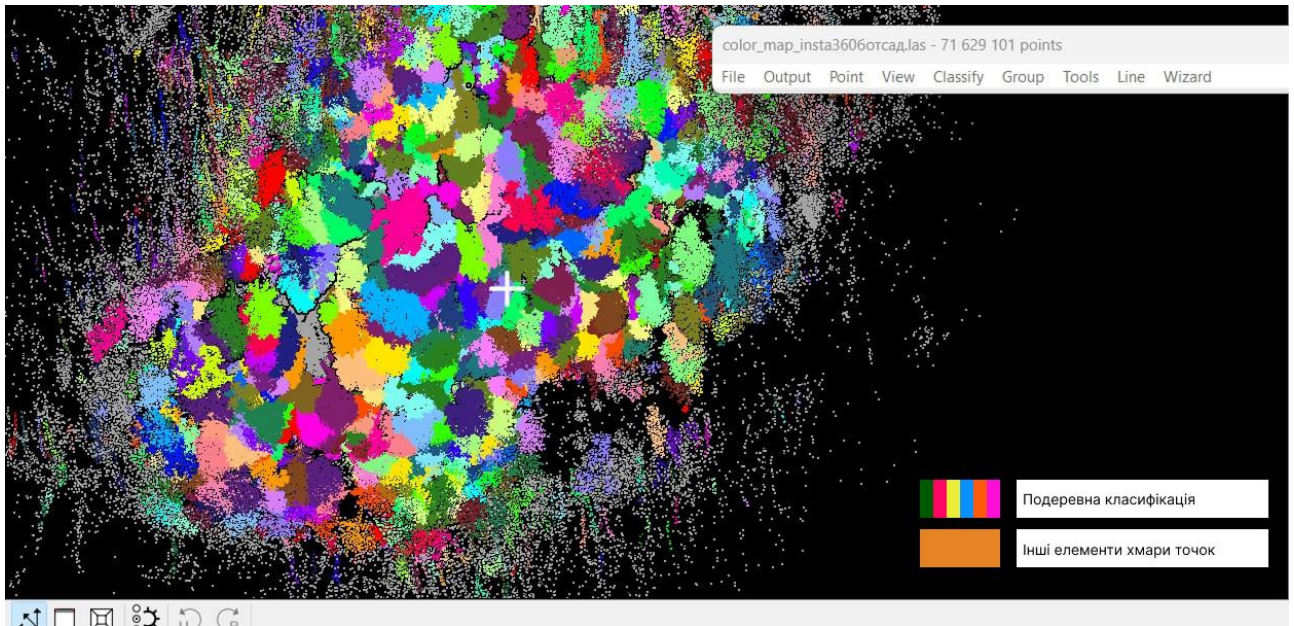 color_map_insta360ботсад.las - 71 629 101 points
File Output Point View Classify Group Tools Line Wizard
Подеревна класифікація
Інші елементи хмари точок